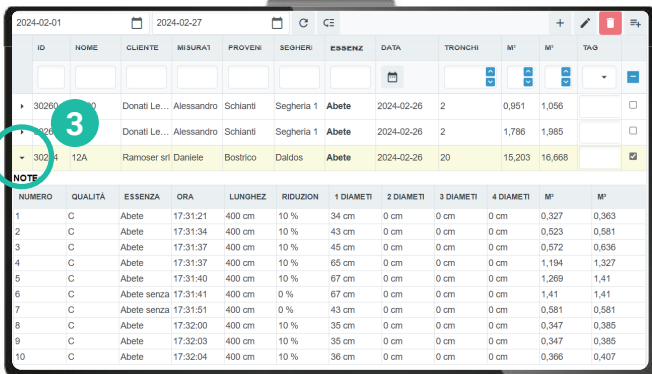 2024-02-01 2024-02-27
ID NOME CLIENTE MISURAT PROVENI SEGHERI ESSENZ DATA TRONCHI M³ M³ TAG
Donati Le... Alessandro Schianti Segheria 1 Abete 2024-02-26 2 0,951 1,056
Donati Le... Alessandro Schianti Segheria 1 Abete 2024-02-26 2 1,786 1,985
3
12A Ramoser srl Daniele Bostrico Daldos Abete 2024-02-26 20 15,203 16,668
NOTE
NUMERO QUALITÀ ESSENZA ORA LUNGHEZ RIDUZION 1 DIAMETI 2 DIAMETI 3 DIAMETI 4 DIAMETI M³ M³
1 C Abete 17:31:21 400 cm 10 % 34 cm 0 cm 0 cm 0 cm 0,327 0,363
2 C Abete 17:31:34 400 cm 10 % 43 cm 0 cm 0 cm 0 cm 0,523 0,581
3 C Abete 17:31:37 400 cm 10 % 45 cm 0 cm 0 cm 0 cm 0,572 0,636
4 C Abete 17:31:37 400 cm 10 % 65 cm 0 cm 0 cm 0 cm 1,194 1,327
5 C Abete 17:31:40 400 cm 10 % 67 cm 0 cm 0 cm 0 cm 1,269 1,41
6 C Abete senza 17:31:41 400 cm 0 % 67 cm 0 cm 0 cm 0 cm 1,41 1,41
7 C Abete senza 17:31:51 400 cm 0 % 43 cm 0 cm 0 cm 0 cm 0,581 0,581
8 C Abete 17:32:00 400 cm 10 % 35 cm 0 cm 0 cm 0 cm 0,347 0,385
9 C Abete 17:32:03 400 cm 10 % 35 cm 0 cm 0 cm 0 cm 0,347 0,385
10 C Abete 17:32:04 400 cm 10 % 36 cm 0 cm 0 cm 0 cm 0,366 0,407